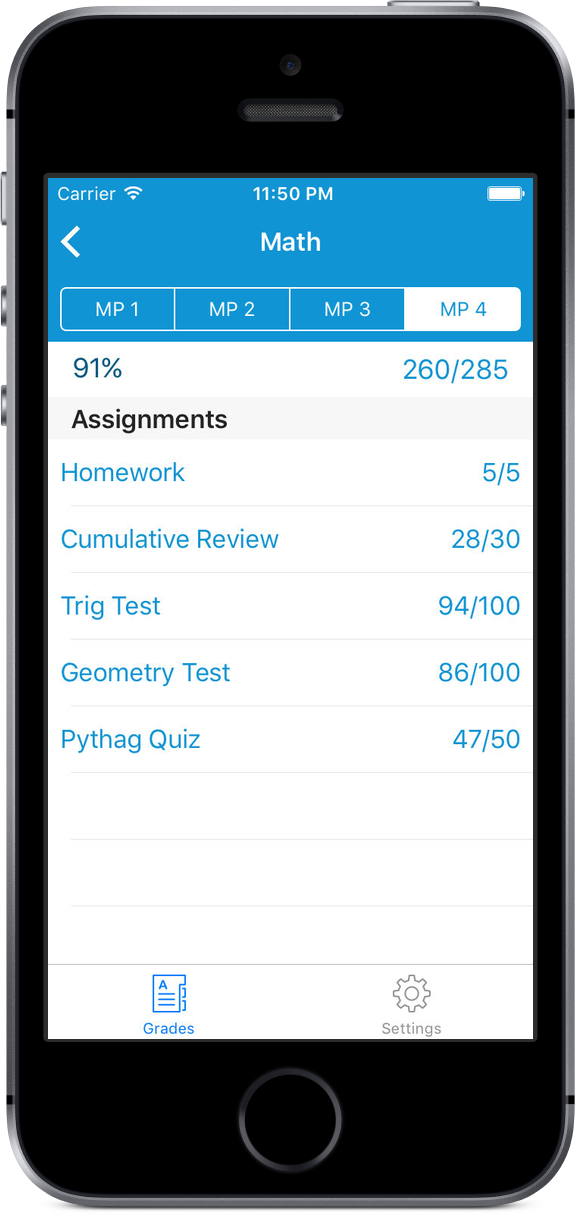 Carrier 11:50 PM
Math
MP 1 MP 2 MP 3 MP 4
91% 260/285
Assignments
Homework 5/5
Cumulative Review 28/30
Trig Test 94/100
Geometry Test 86/100
Pythag Quiz 47/50
A
Grades Settings